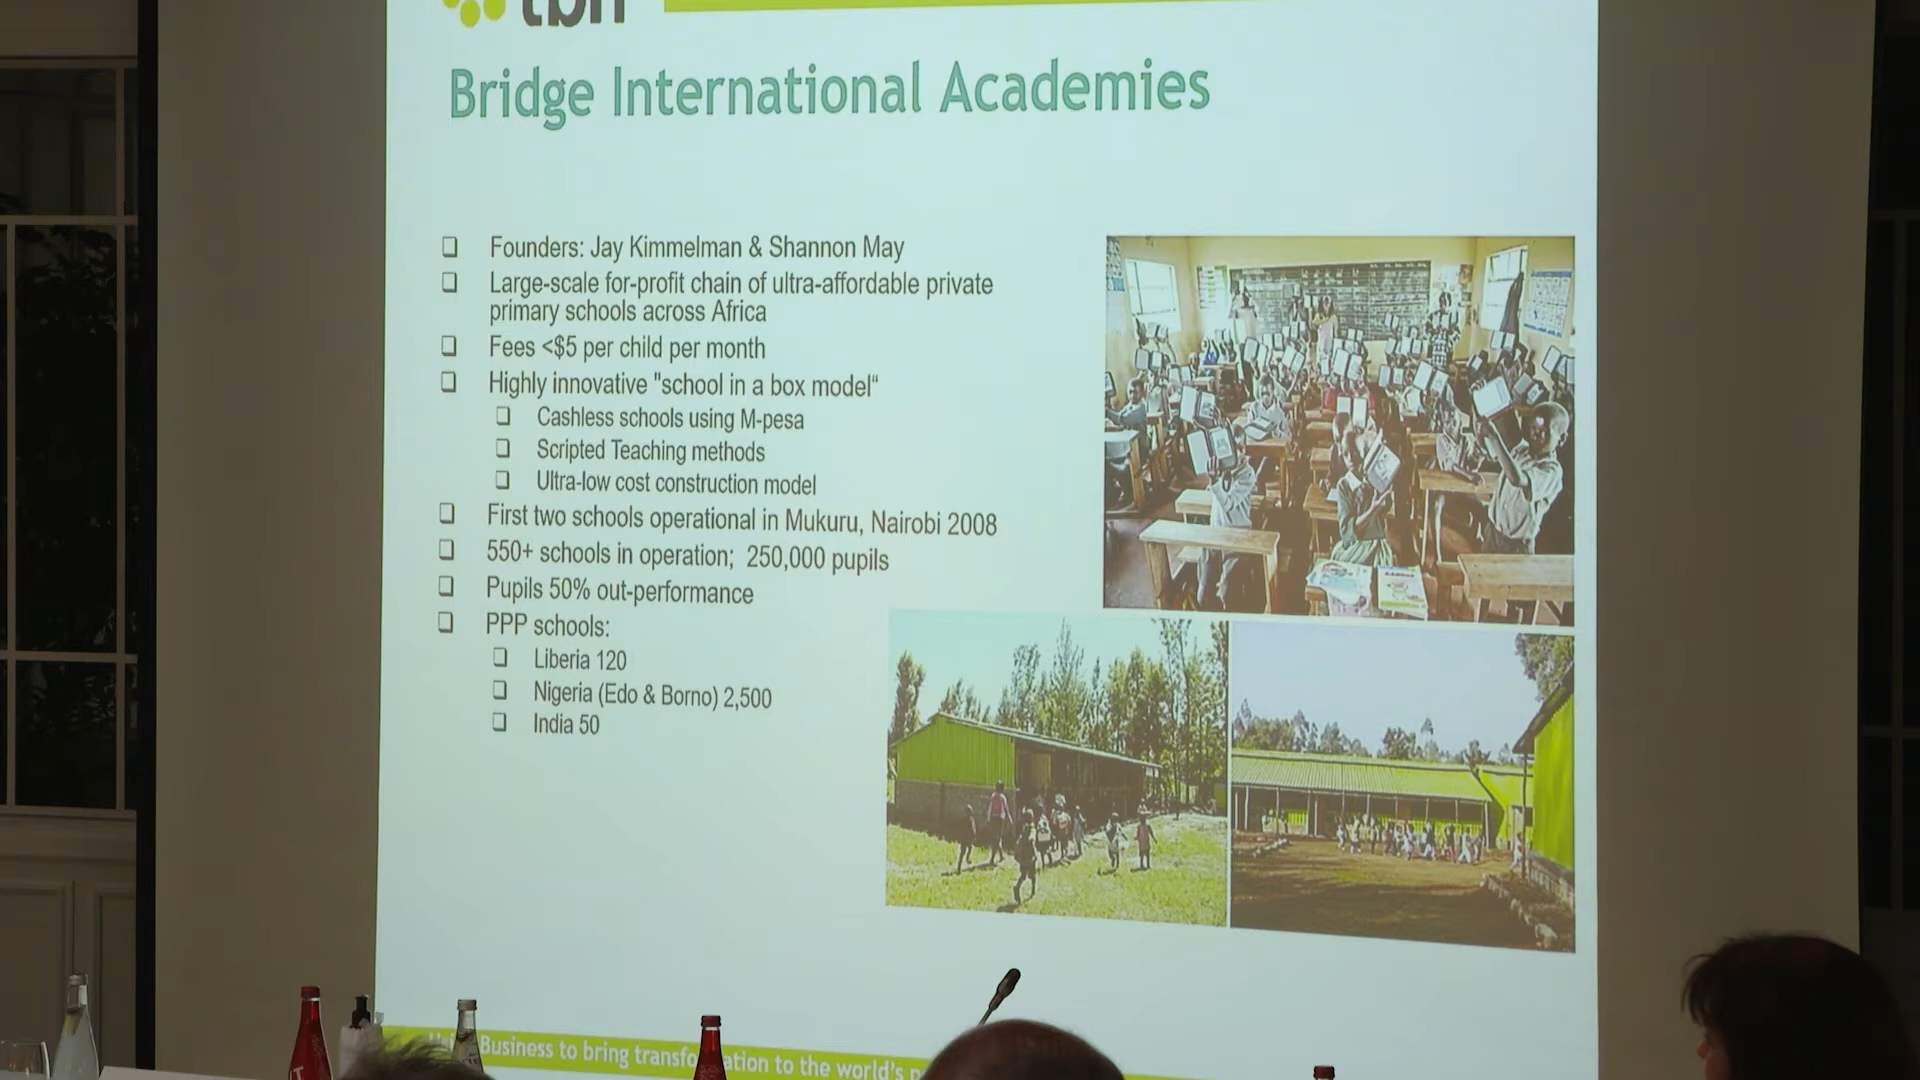 tbn
Bridge International Academies
Founders: Jay Kimmelman & Shannon May
Large-scale for-profit chain of ultra-affordable private
primary schools across Africa
Fees <$5 per child per month
Highly innovative "school in a box model“
Cashless schools using M-pesa
Scripted Teaching methods
Ultra-low cost construction model
First two schools operational in Mukuru, Nairobi 2008
550+ schools in operation; 250,000 pupils
Pupils 50% out-performance
PPP schools:
Liberia 120
Nigeria (Edo & Borno) 2,500
India 50
Business to bring transfo ation to the world's p